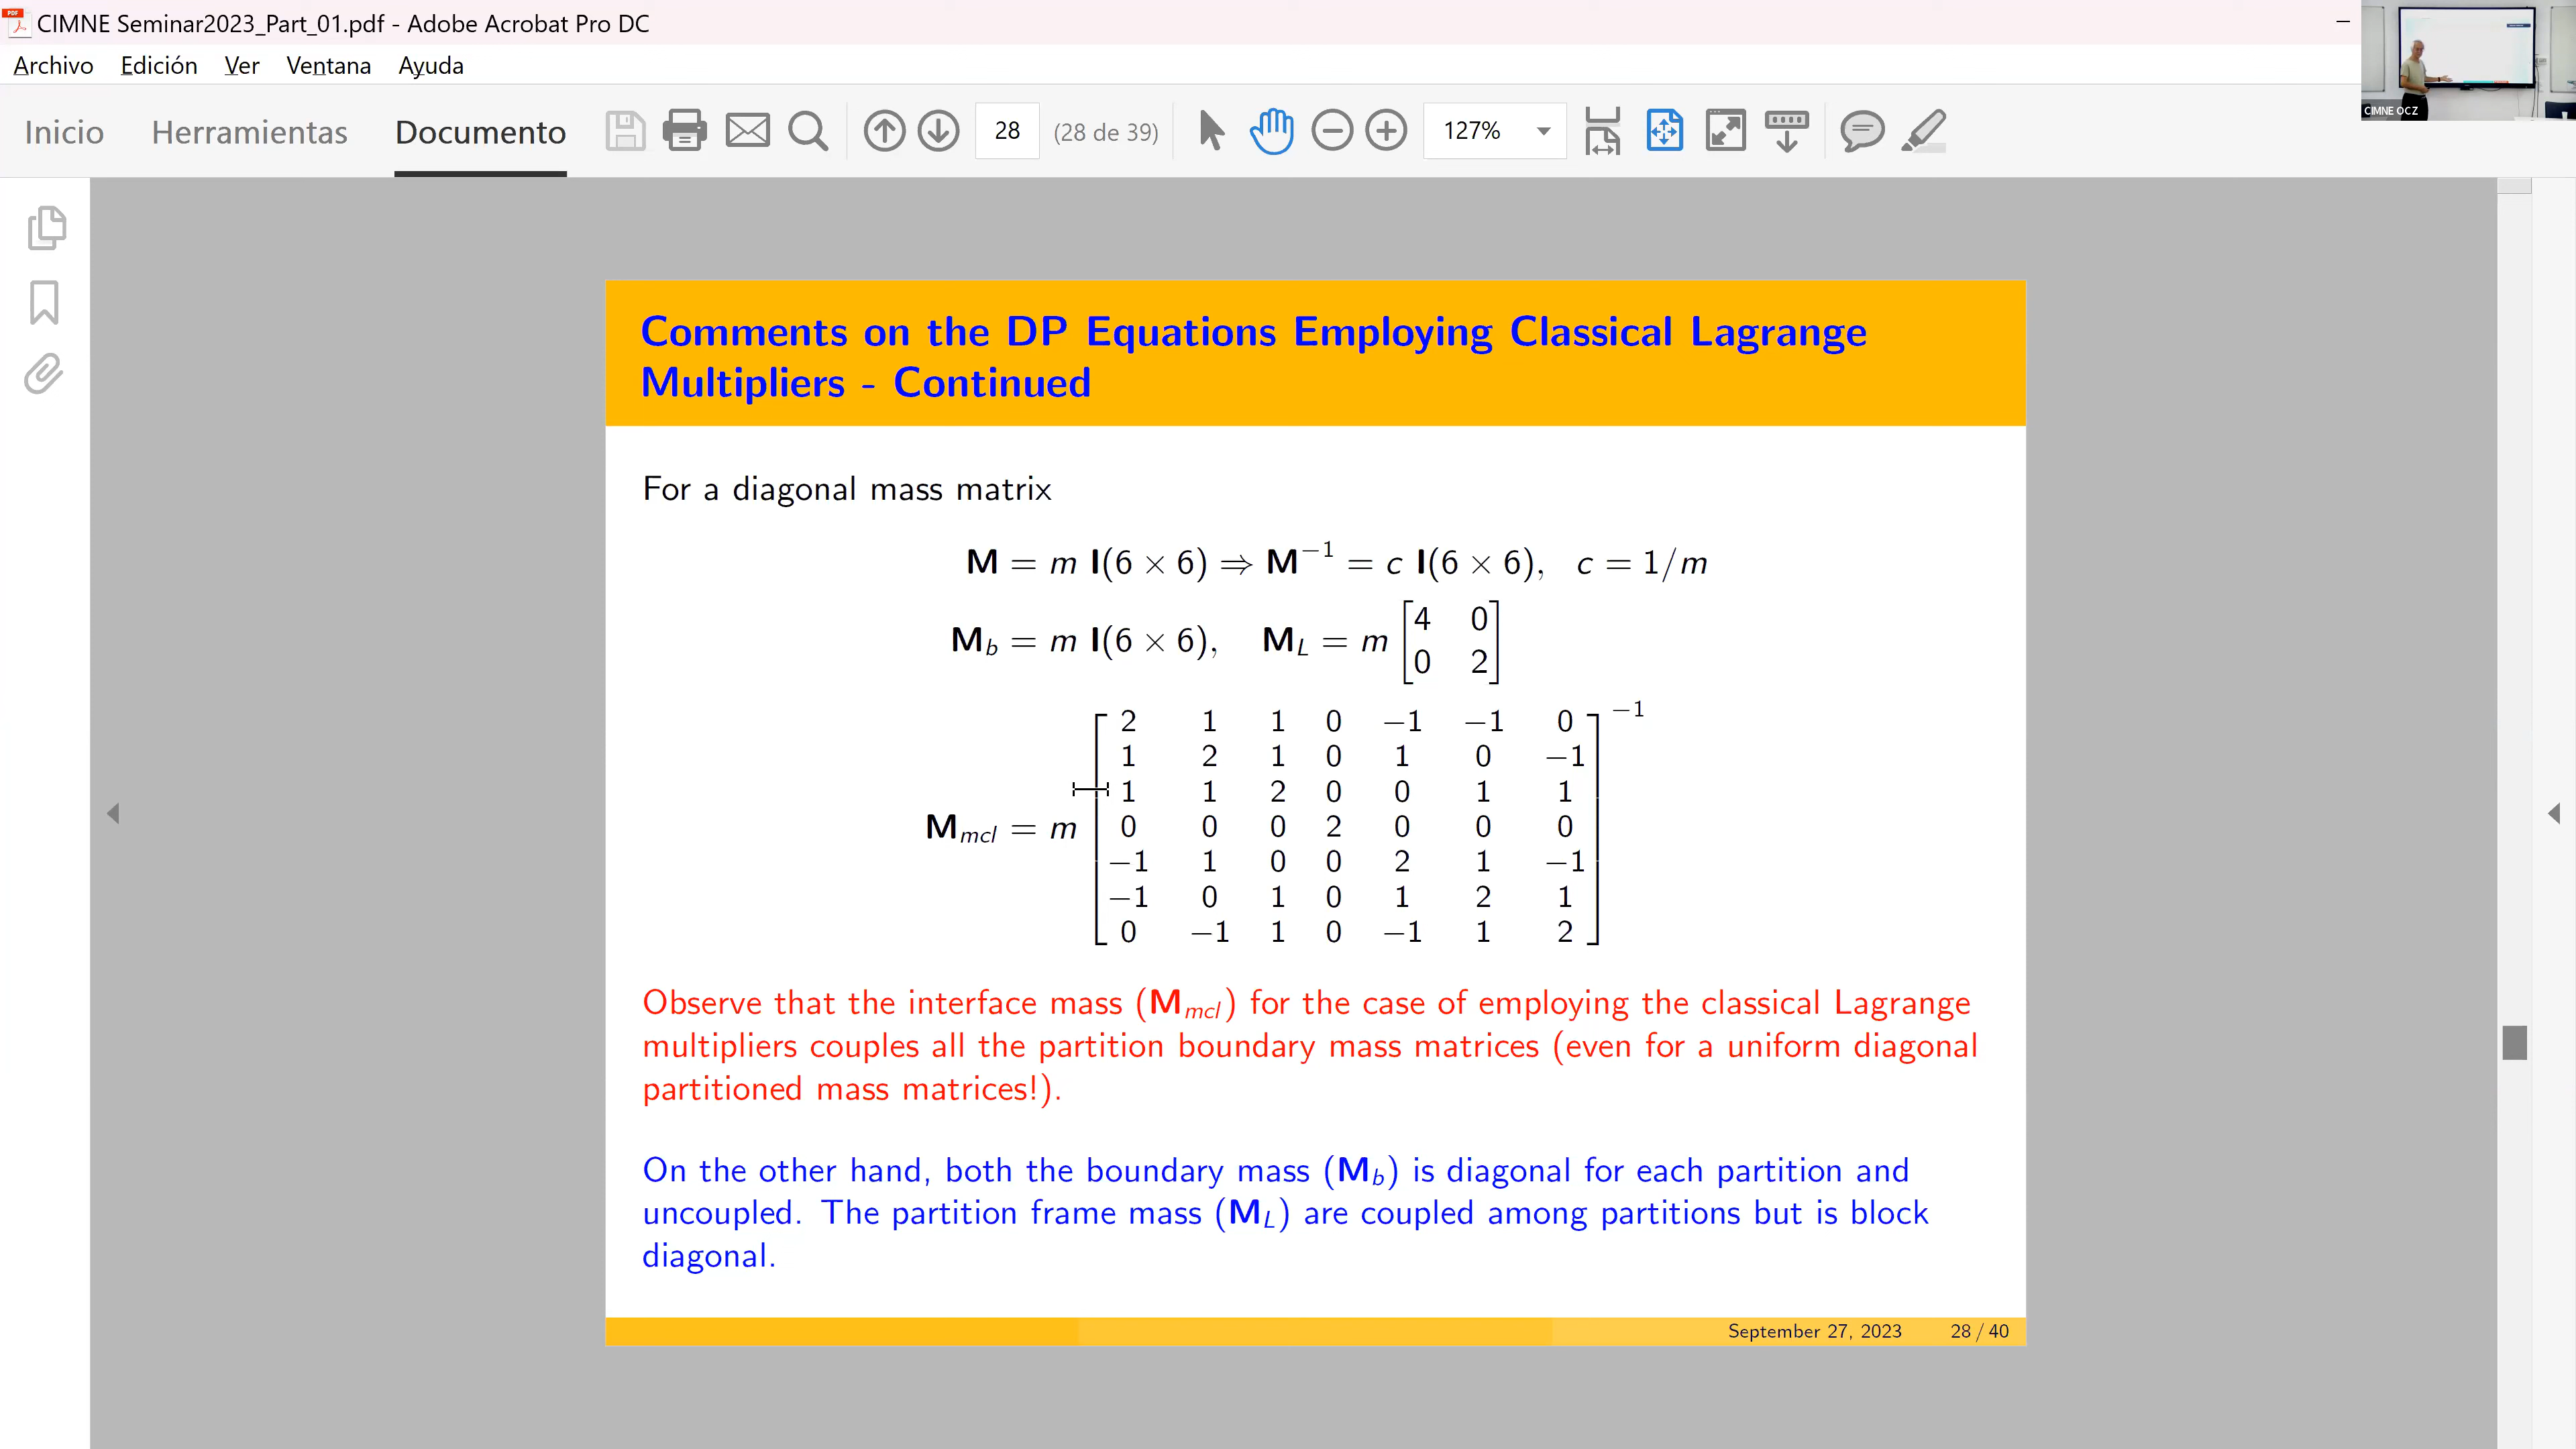 CIMNE Seminar2023_Part_01.pdf - Adobe Acrobat Pro DC
Archivo Edición Ver Ventana Ayuda
Inicio Herramientas Documento 28 (28 de 39) 127%
CIMNE OCZ
Comments on the DP Equations Employing Classical Lagrange
Multipliers - Continued
For a diagonal mass matrix
M = m I(6 × 6) ⇒ M⁻¹ = c I(6 × 6), c = 1/m
M_b = m I(6 × 6), M_L = m [4 0
0 2]
M_mcl = m [2 1 1 0 −1 −1 0
1 2 1 0 1 0 −1
1 1 2 0 0 1 1
0 0 0 2 0 0 0
−1 1 0 0 2 1 −1
−1 0 1 0 1 2 1
0 −1 1 0 −1 1 2]⁻¹
Observe that the interface mass (M_mcl) for the case of employing the classical Lagrange
multipliers couples all the partition boundary mass matrices (even for a uniform diagonal
partitioned mass matrices!).
On the other hand, both the boundary mass (M_b) is diagonal for each partition and
uncoupled. The partition frame mass (M_L) are coupled among partitions but is block
diagonal.
September 27, 2023 28 / 40